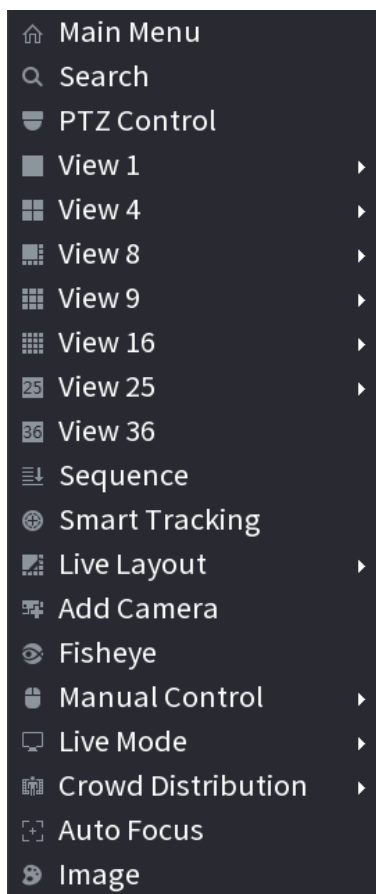 Main Menu
Search
PTZ Control
View 1
View 4
View 8
View 9
View 16
25 View 25
36 View 36
Sequence
Smart Tracking
Live Layout
Add Camera
Fisheye
Manual Control
Live Mode
Crowd Distribution
Auto Focus
Image